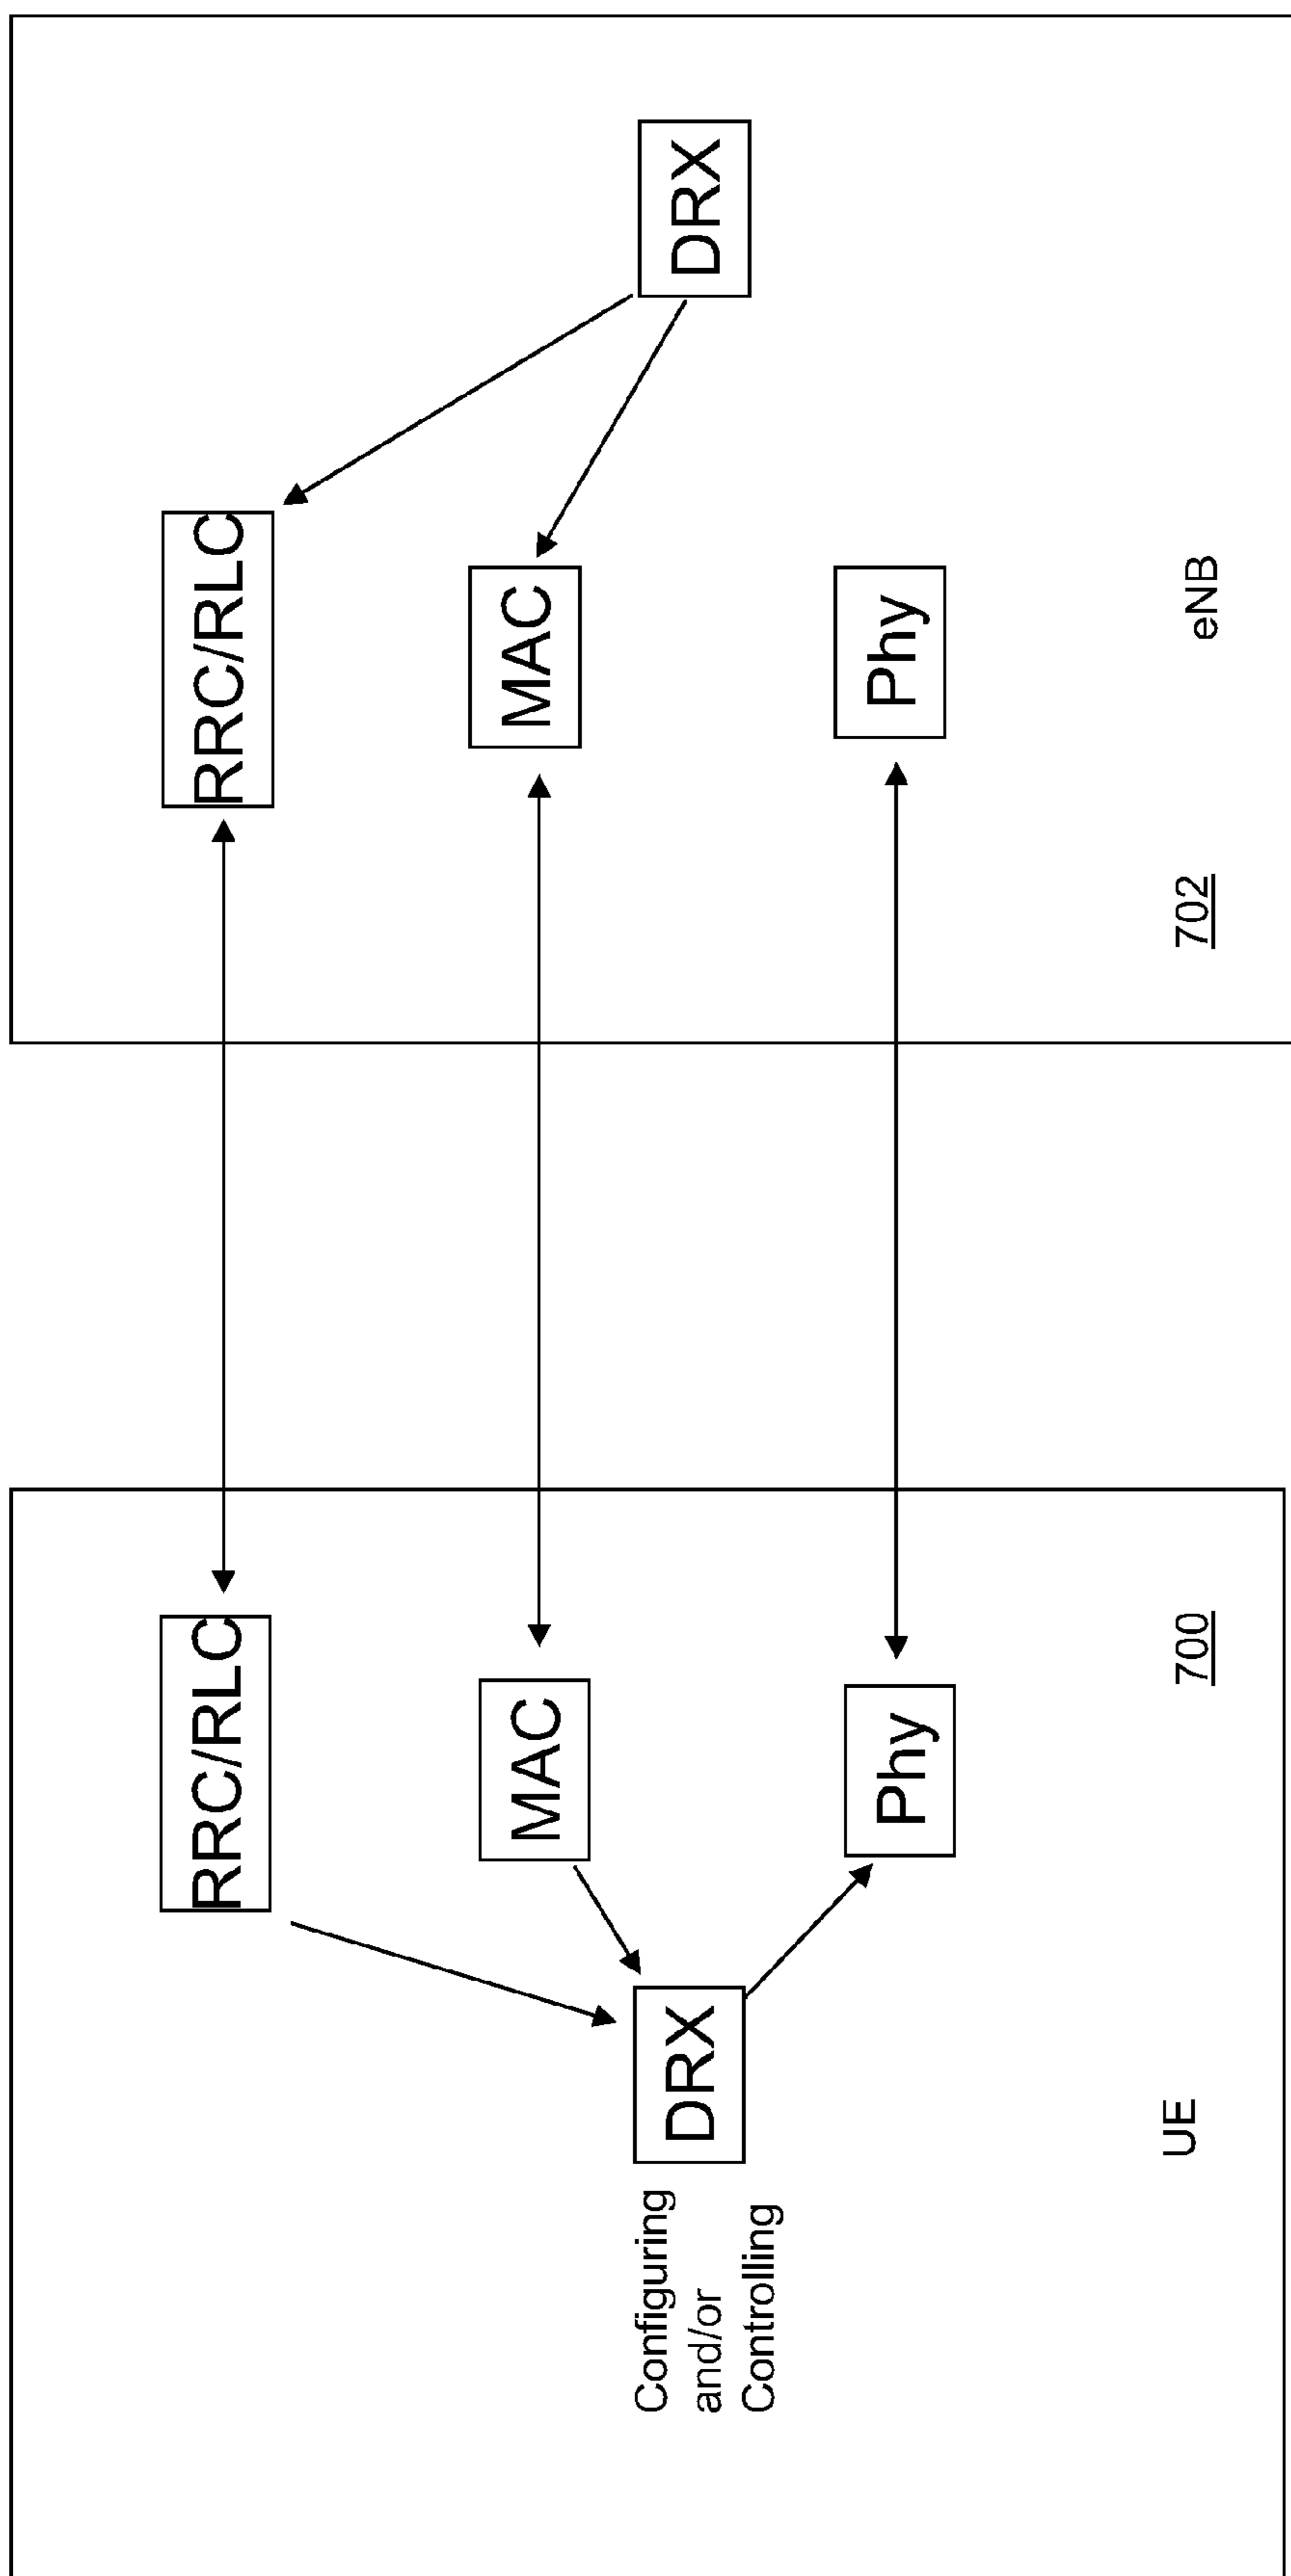 RRC/RLC
MAC
DRX
Configuring
and/or
Controlling
Phy
UE
700
RRC/RLC
MAC
DRX
Phy
702
eNB